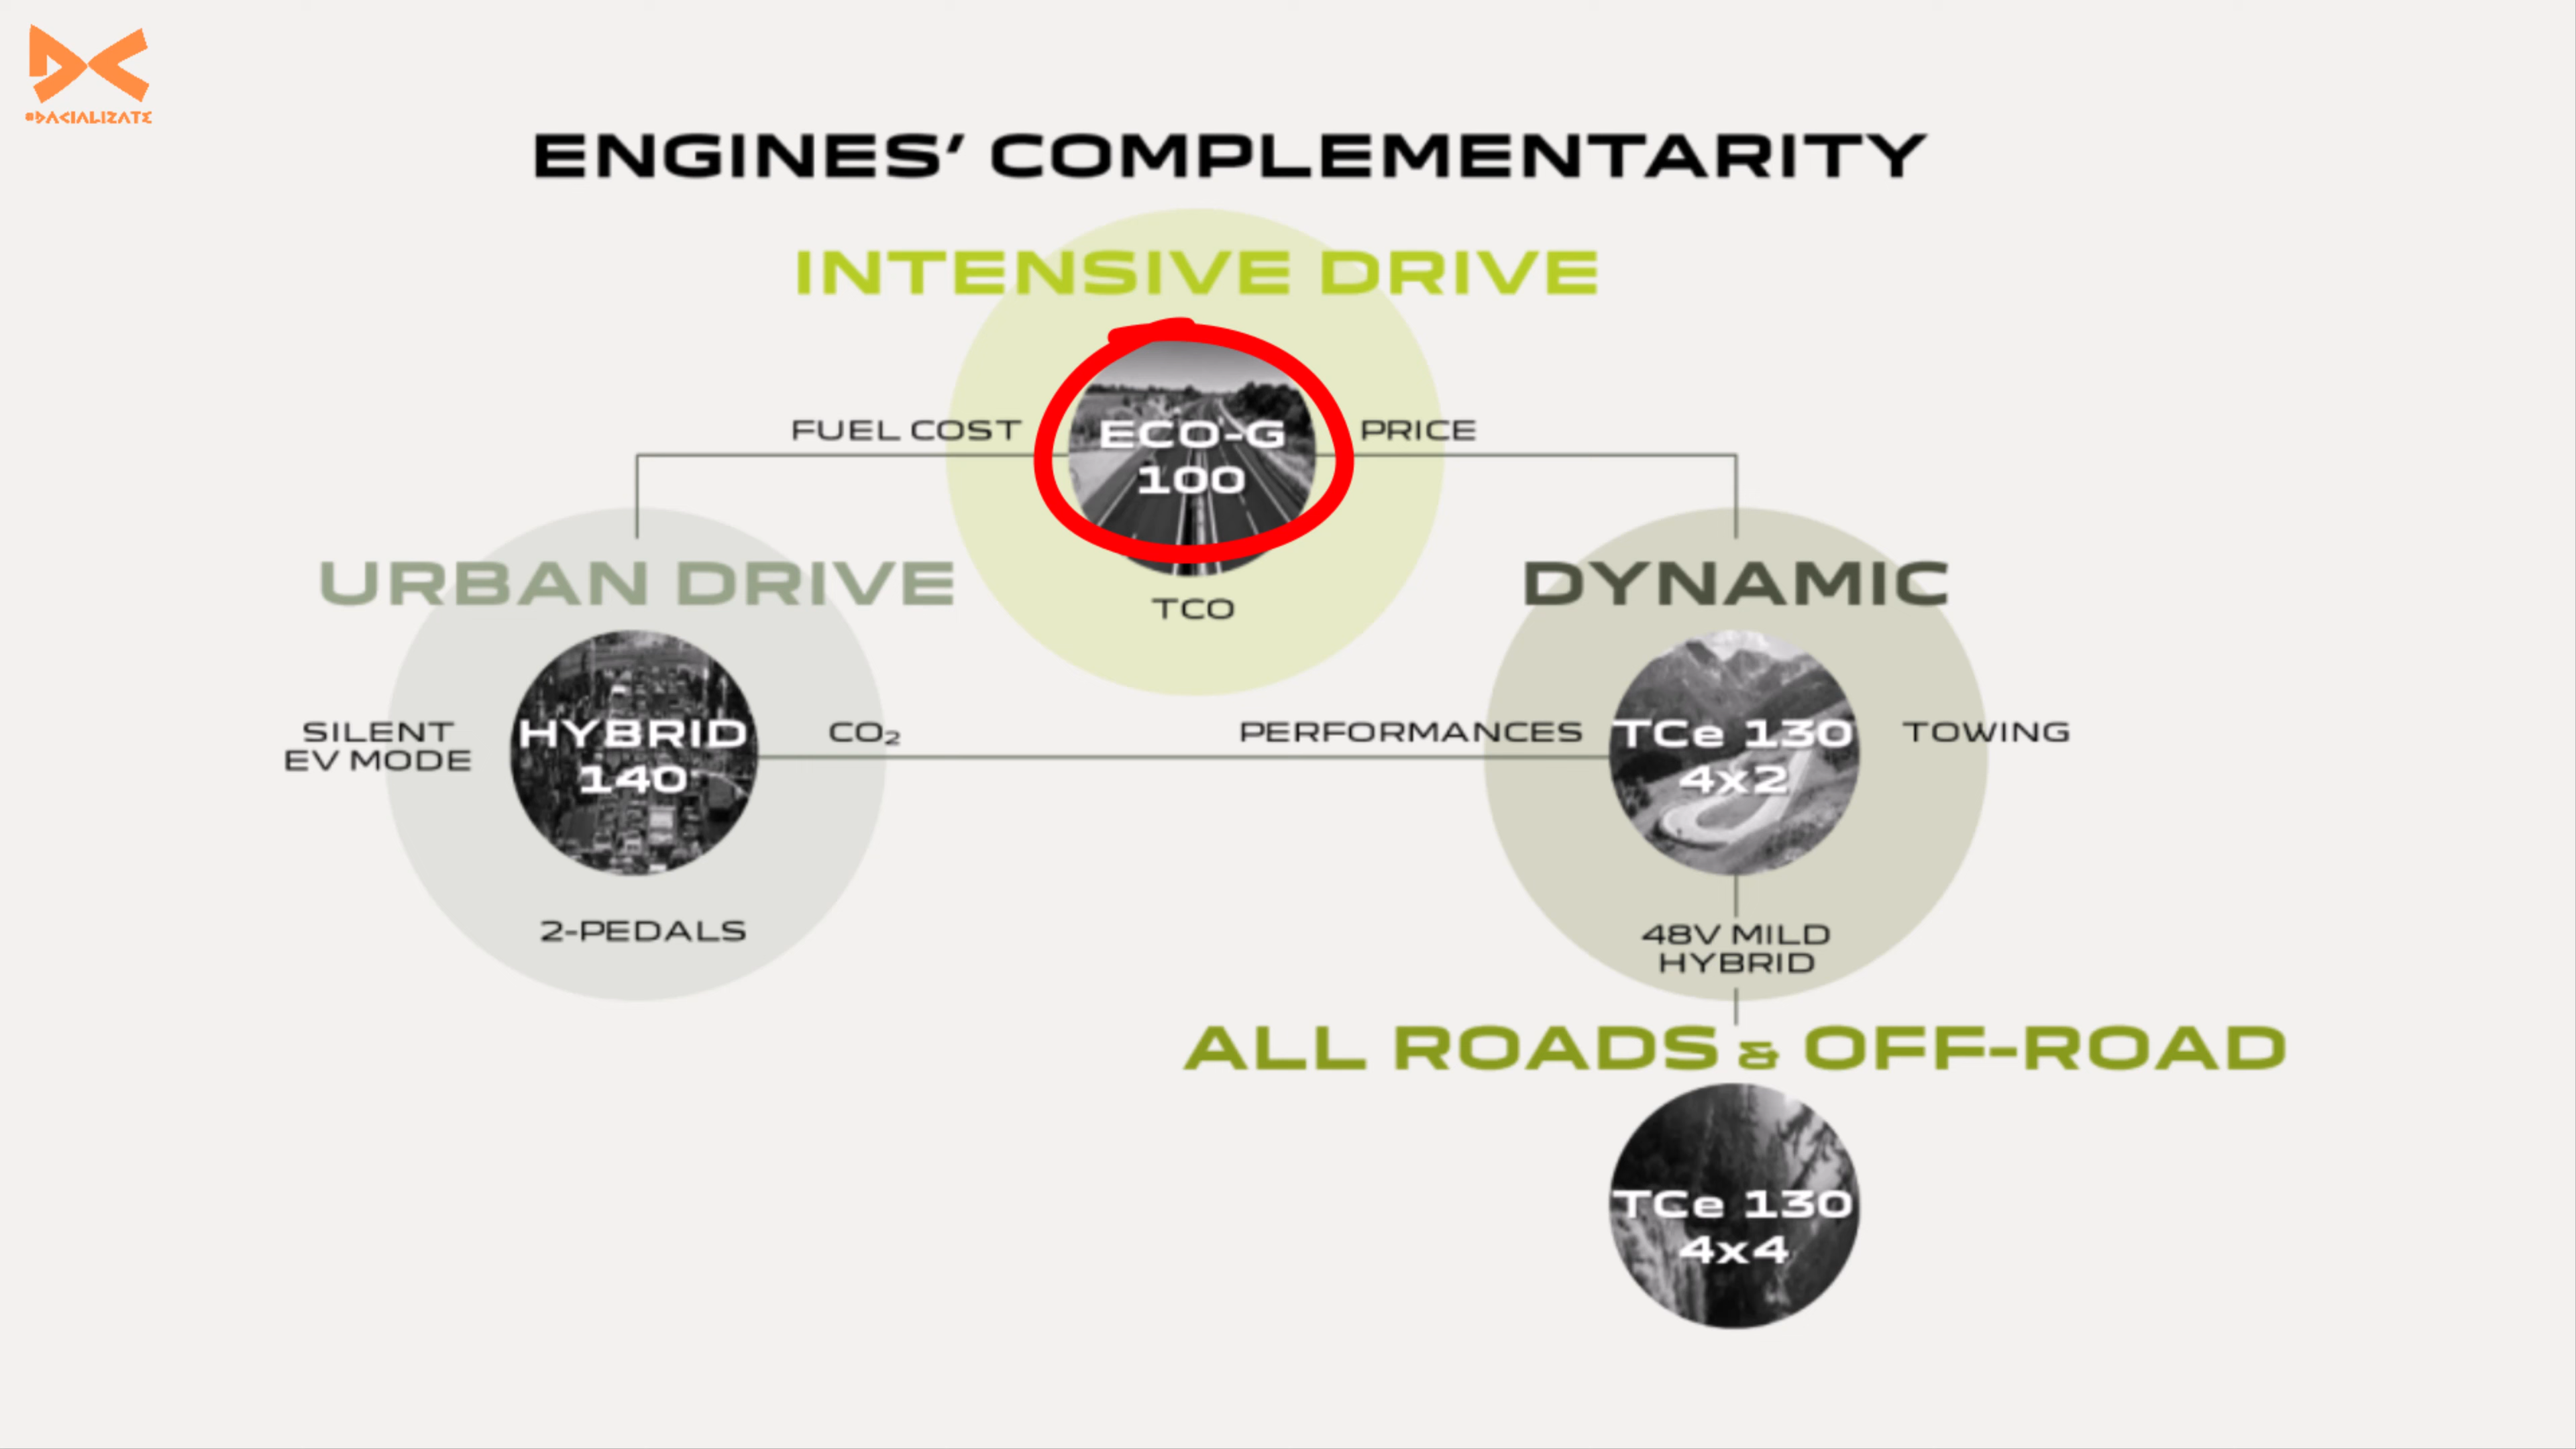 @DACIALIZATE
ENGINES’ COMPLEMENTARITY
INTENSIVE DRIVE
FUEL COST
ECO-G
100
PRICE
TCO
URBAN DRIVE
SILENT
EV MODE
HYBRID
140
CO₂
2-PEDALS
DYNAMIC
PERFORMANCES
TCe 130
4x2
TOWING
48V MILD
HYBRID
ALL ROADS & OFF-ROAD
TCe 130
4x4